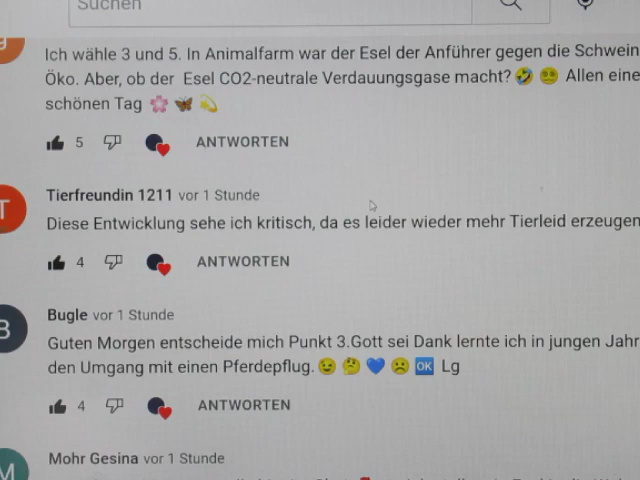 Suchen
Ich wähle 3 und 5. In Animalfarm war der Esel der Anführer gegen die Schwein
Öko. Aber, ob der Esel CO2-neutrale Verdauungsgase macht? 🤣 😵‍💫 Allen eine
schönen Tag 🌸 🦋 💫
5 ANTWORTEN
T
Tierfreundin 1211 vor 1 Stunde
Diese Entwicklung sehe ich kritisch, da es leider wieder mehr Tierleid erzeugen
4 ANTWORTEN
B
Bugle vor 1 Stunde
Guten Morgen entscheide mich Punkt 3.Gott sei Dank lernte ich in jungen Jahr
den Umgang mit einen Pferdepflug. 😉 🤔 💙 ☹️ 🆗 Lg
4 ANTWORTEN
M
Mohr Gesina vor 1 Stunde